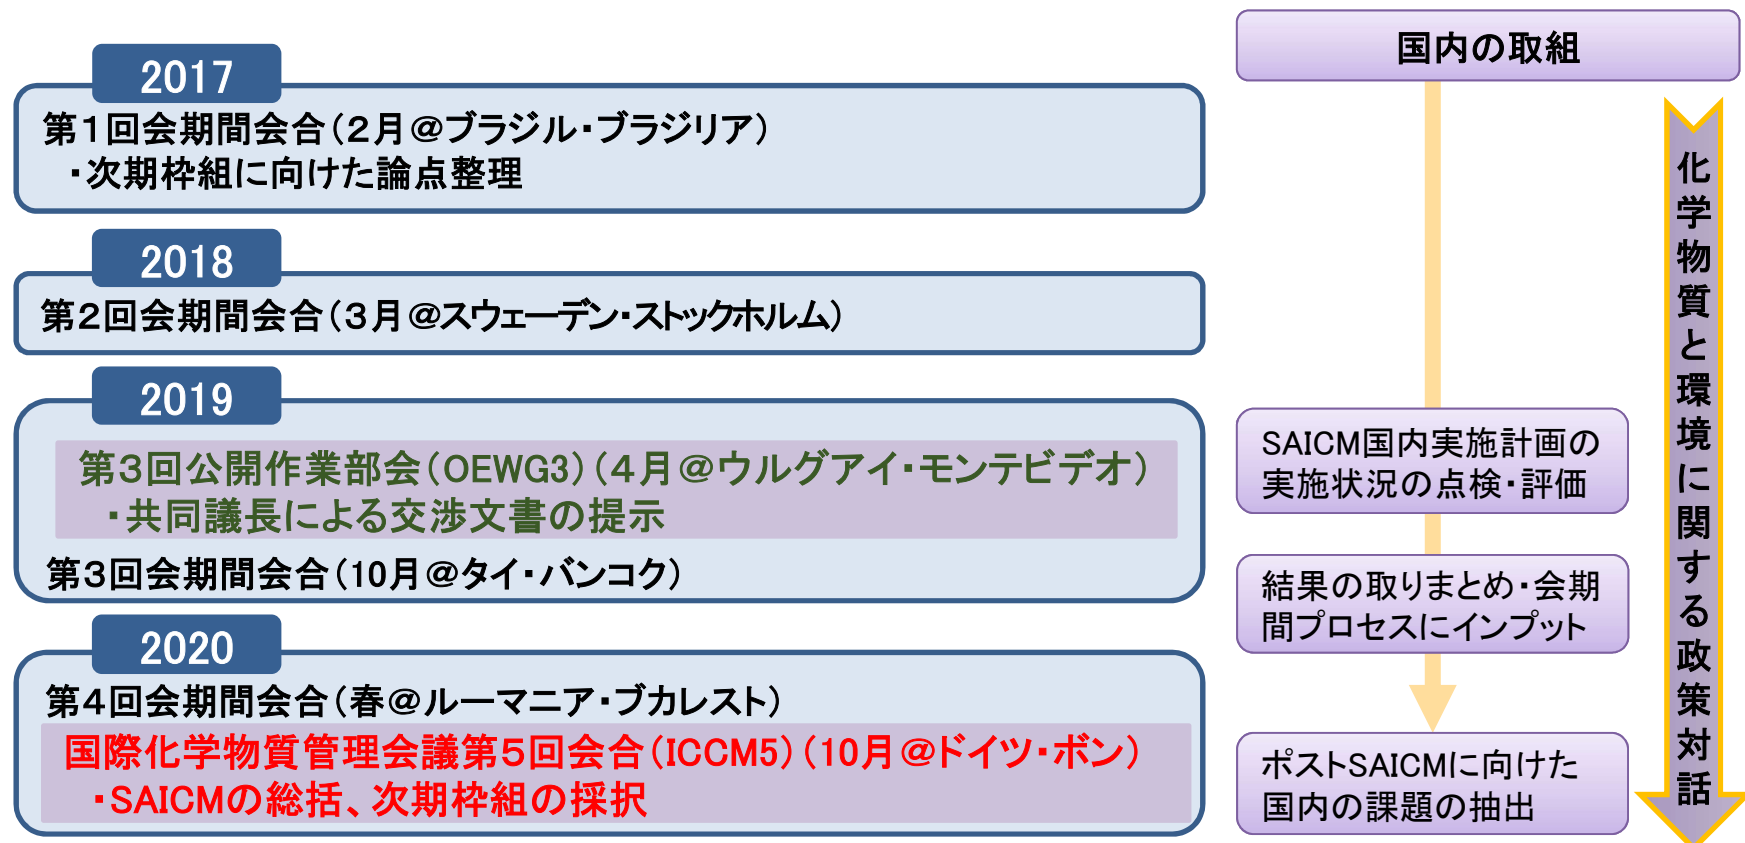 2017
第１回会期間会合（２月＠ブラジル・ブラジリア）
・次期枠組に向けた論点整理
2018
第２回会期間会合（３月＠スウェーデン・ストックホルム）
2019
第３回公開作業部会（OEWG3）（４月＠ウルグアイ・モンテビデオ）
・共同議長による交渉文書の提示
第３回会期間会合（10月＠タイ・バンコク）
2020
第４回会期間会合（春＠ルーマニア・ブカレスト）
国際化学物質管理会議第５回会合（ICCM5）（10月＠ドイツ・ボン）
・SAICMの総括、次期枠組の採択
国内の取組
SAICM国内実施計画の
実施状況の点検・評価
結果の取りまとめ・会期
間プロセスにインプット
ポストSAICMに向けた
国内の課題の抽出
化学物質と環境に関する政策対話